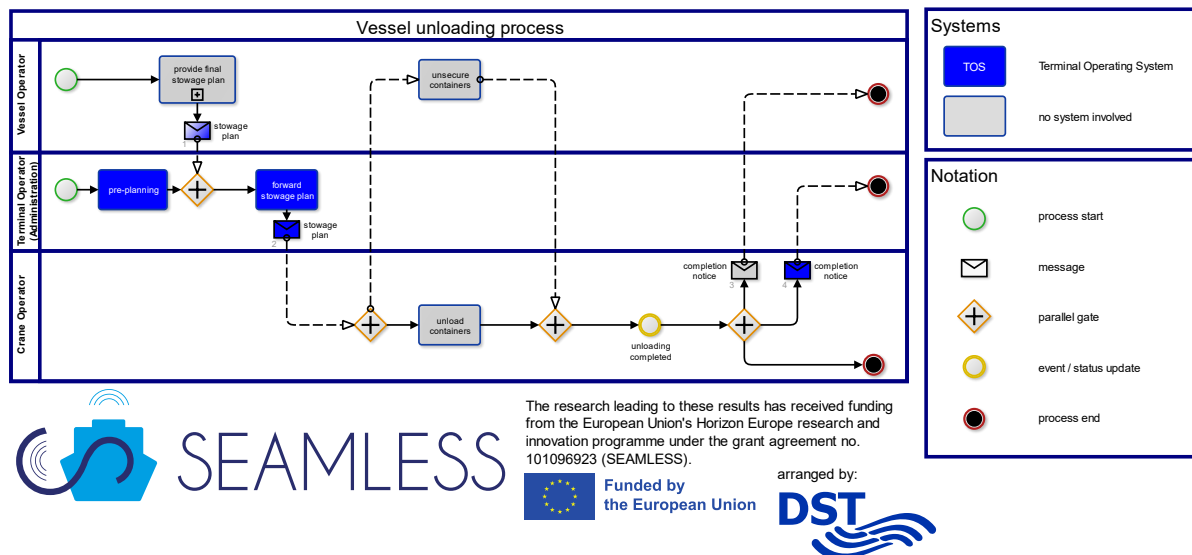 Vessel unloading process
Vessel Operator
provide final
stowage plan
stowage
plan
1
unsecure
containers
Terminal Operator
(Administration)
pre-planning
forward
stowage plan
stowage
plan
2
Crane Operator
unload
containers
unloading
completed
completion
notice
3
completion
notice
4
Systems
TOS
Terminal Operating System
no system involved
Notation
process start
message
parallel gate
event / status update
process end
SEAMLESS
The research leading to these results has received funding
from the European Union's Horizon Europe research and
innovation programme under the grant agreement no.
101096923 (SEAMLESS).
Funded by
the European Union
arranged by:
DST